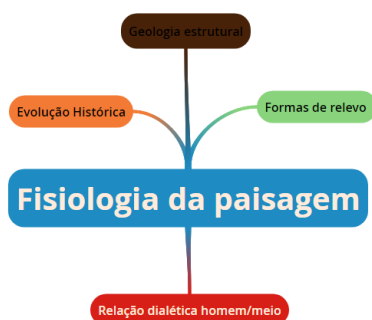 Geologia estrutural
Evolução Histórica
Formas de relevo
Fisiologia da paisagem
Relação dialética homem/meio